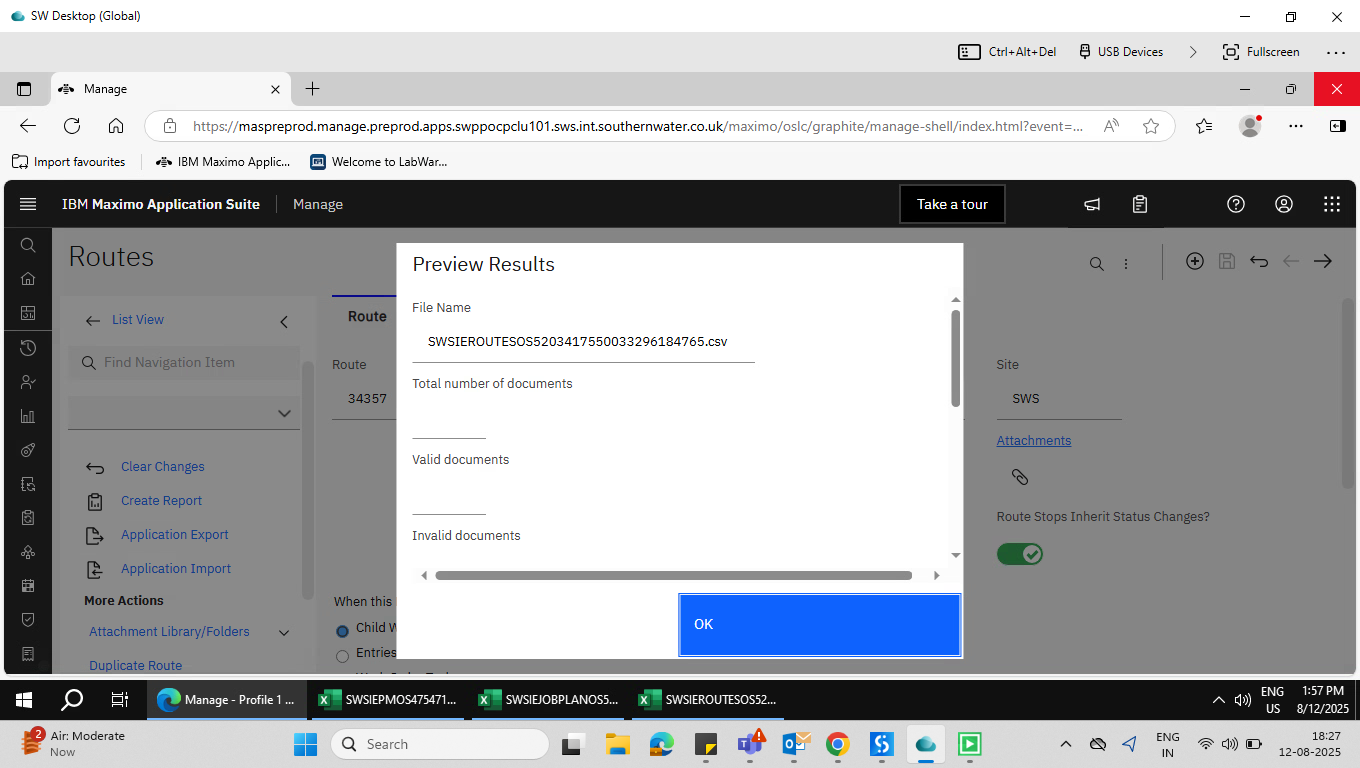 SW Desktop (Global)
Ctrl+Alt+Del
USB Devices
Fullscreen
Manage
https://maspreprod.manage.preprod.apps.swppocpclu101.sws.int.southernwater.co.uk/maximo/oslc/graphite/manage-shell/index.html?event=...
Import favourites
IBM Maximo Applic...
Welcome to LabWar...
IBM Maximo Application Suite
Manage
Take a tour
Routes
List View
Find Navigation Item
Clear Changes
Create Report
Application Export
Application Import
More Actions
Attachment Library/Folders
Duplicate Route
Route
Route
34357
When this
Child W
Entries
Preview Results
File Name
SWSIEROUTESOS5203417550033296184765.csv
Total number of documents
Valid documents
Invalid documents
OK
Site
SWS
Attachments
Route Stops Inherit Status Changes?
Manage - Profile 1 ...
SWSIEPMOS475471...
SWSIEJOBPLANOS5...
SWSIEROUTESOS52...
ENG
US
1:57 PM
8/12/2025
2
Air: Moderate
Now
Search
ENG
IN
18:27
12-08-2025